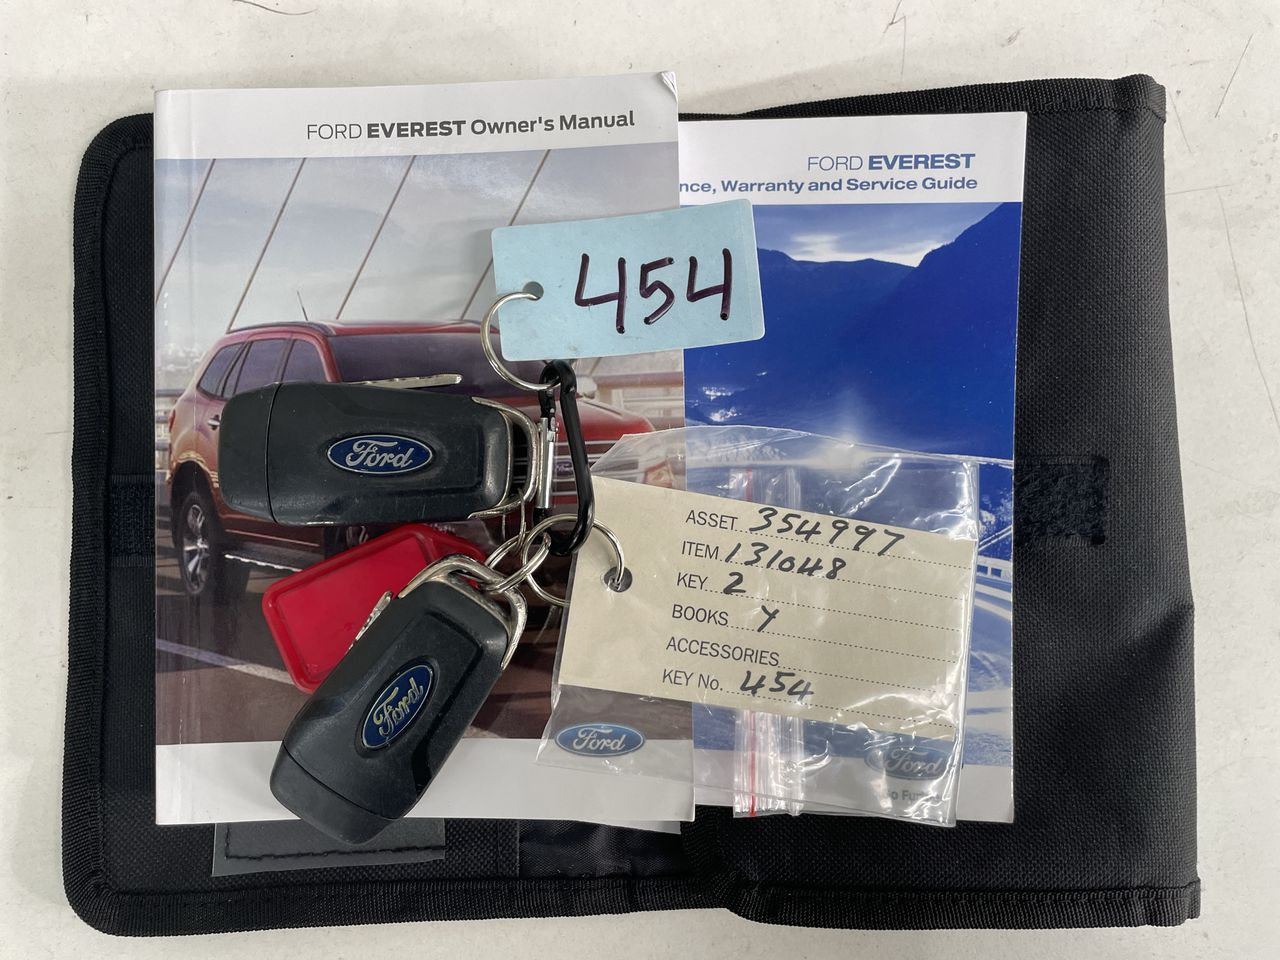 FORD EVEREST Owner's Manual
FORD EVEREST
nce, Warranty and Service Guide
454
Ford
ASSET 354997
ITEM 131048
KEY 2
BOOKS Y
ACCESSORIES
KEY No. 454
Ford
Ford
Ford